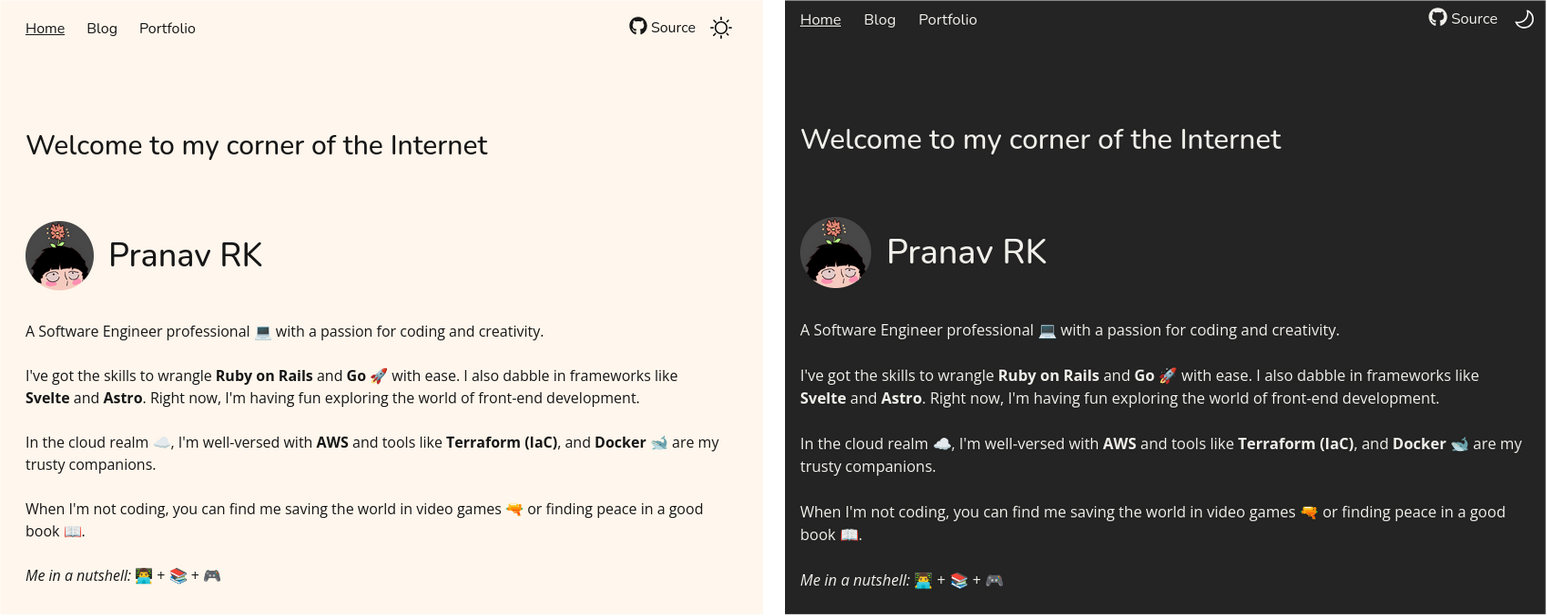 Home Blog Portfolio Source
Welcome to my corner of the Internet
Pranav RK
A Software Engineer professional 💻 with a passion for coding and creativity.
I've got the skills to wrangle Ruby on Rails and Go 🚀 with ease. I also dabble in frameworks like
Svelte and Astro. Right now, I'm having fun exploring the world of front-end development.
In the cloud realm ☁️, I'm well-versed with AWS and tools like Terraform (IaC), and Docker 🐋 are my
trusty companions.
When I'm not coding, you can find me saving the world in video games 🔫 or finding peace in a good
book 📖.
Me in a nutshell: 👨‍💻 + 📚 + 🎮
Home Blog Portfolio Source
Welcome to my corner of the Internet
Pranav RK
A Software Engineer professional 💻 with a passion for coding and creativity.
I've got the skills to wrangle Ruby on Rails and Go 🚀 with ease. I also dabble in frameworks like
Svelte and Astro. Right now, I'm having fun exploring the world of front-end development.
In the cloud realm ☁️, I'm well-versed with AWS and tools like Terraform (IaC), and Docker 🐋 are my
trusty companions.
When I'm not coding, you can find me saving the world in video games 🔫 or finding peace in a good
book 📖.
Me in a nutshell: 👨‍💻 + 📚 + 🎮